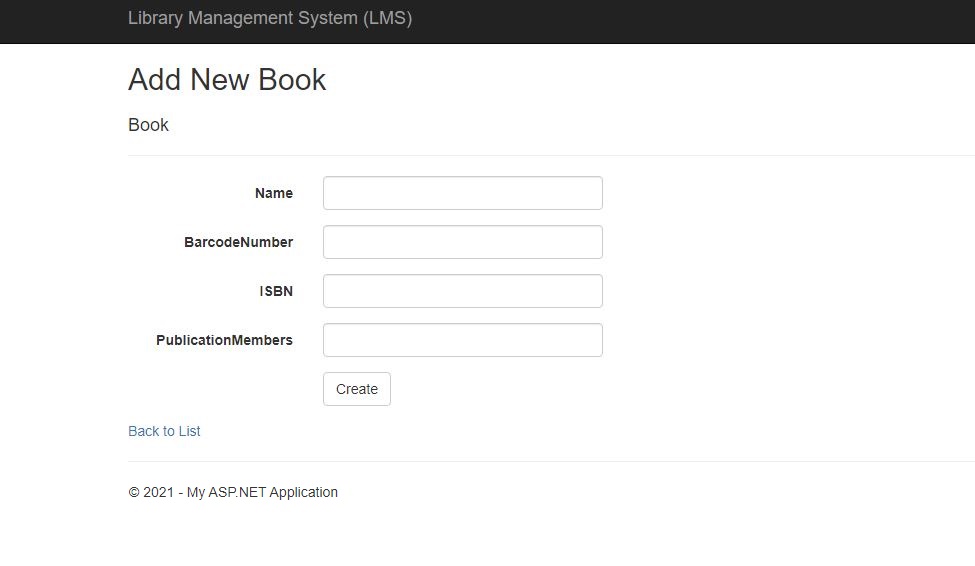 Library Management System (LMS)
Add New Book
Book
Name
BarcodeNumber
ISBN
PublicationMembers
Create
Back to List
© 2021 - My ASP.NET Application